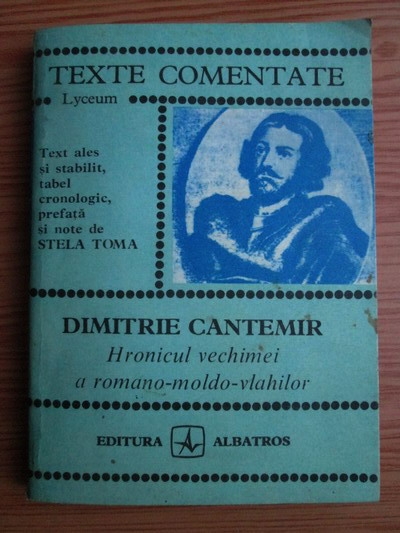 TEXTE COMENTATE
Lyceum
Text ales
și stabilit,
tabel
cronologic,
prefață
și note de
STELA TOMA
DIMITRIE CANTEMIR
Hronicul vechimei
a romano-moldo-vlahilor
EDITURA ALBATROS